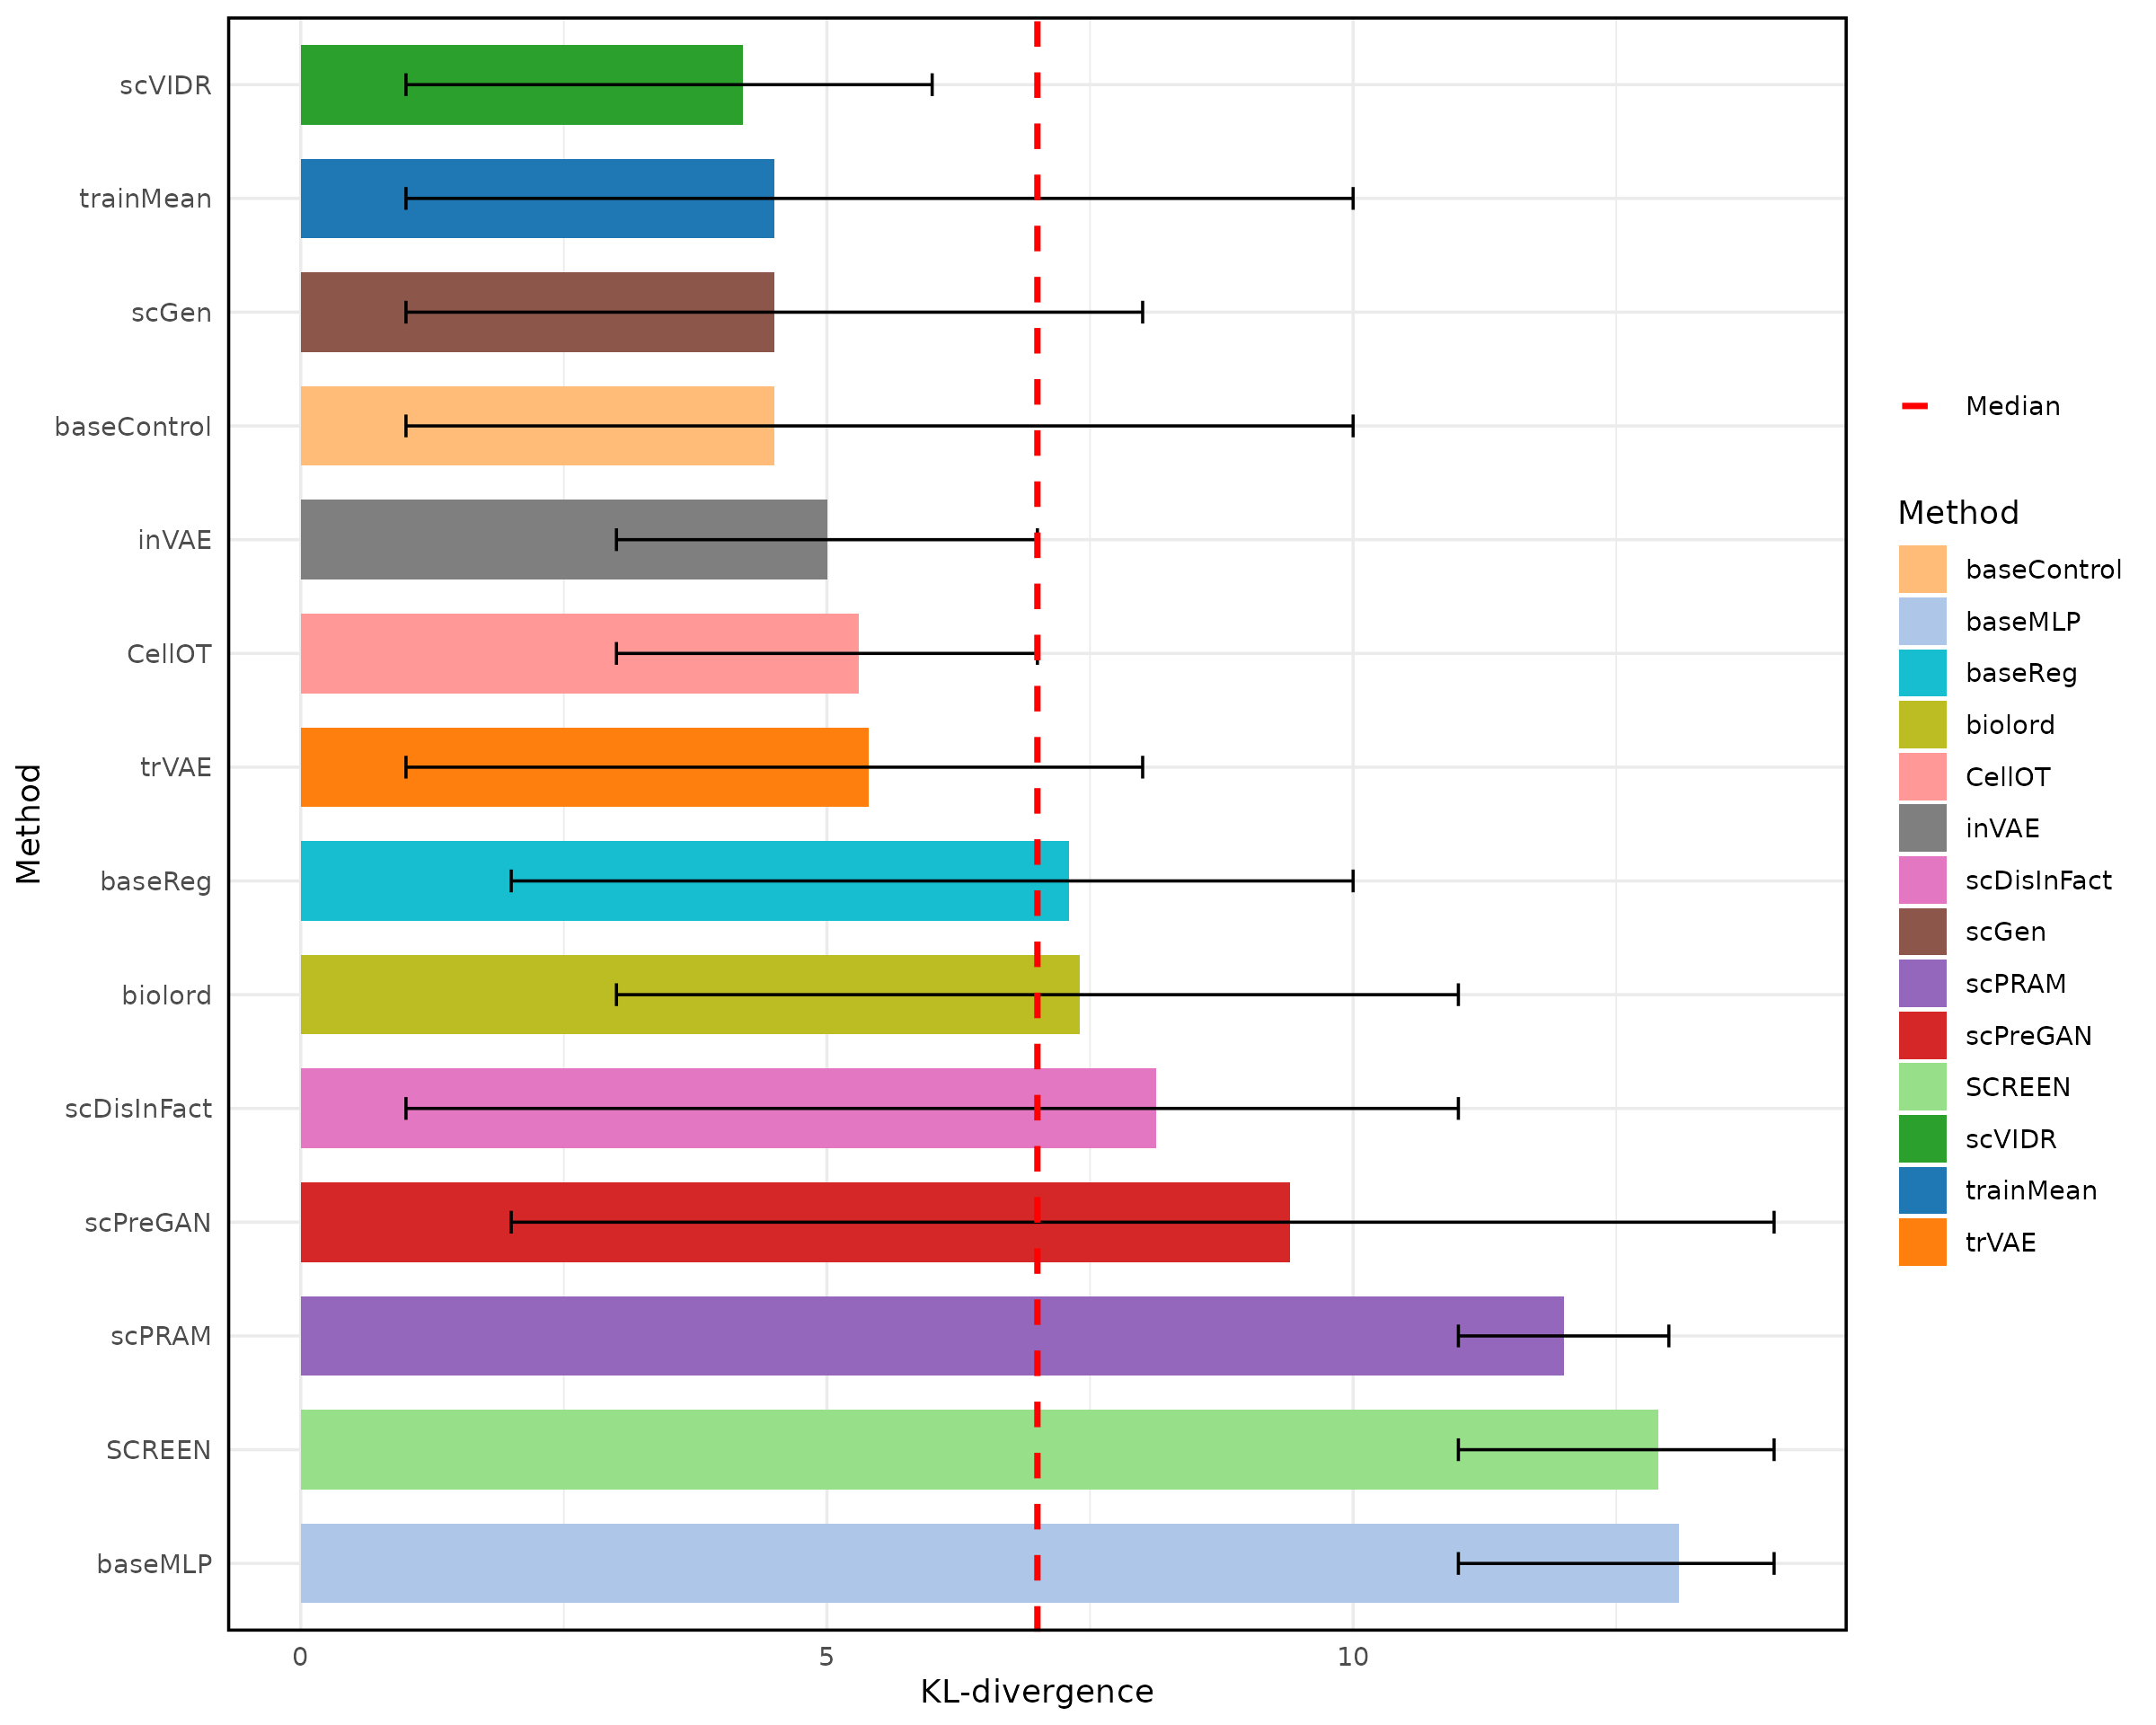 scVIDR
trainMean
scGen
baseControl
inVAE
CellOT
trVAE
baseReg
biolord
scDisInFact
scPreGAN
scPRAM
SCREEN
baseMLP
Method
0 5 10
KL-divergence
Median
Method
baseControl
baseMLP
baseReg
biolord
CellOT
inVAE
scDisInFact
scGen
scPRAM
scPreGAN
SCREEN
scVIDR
trainMean
trVAE